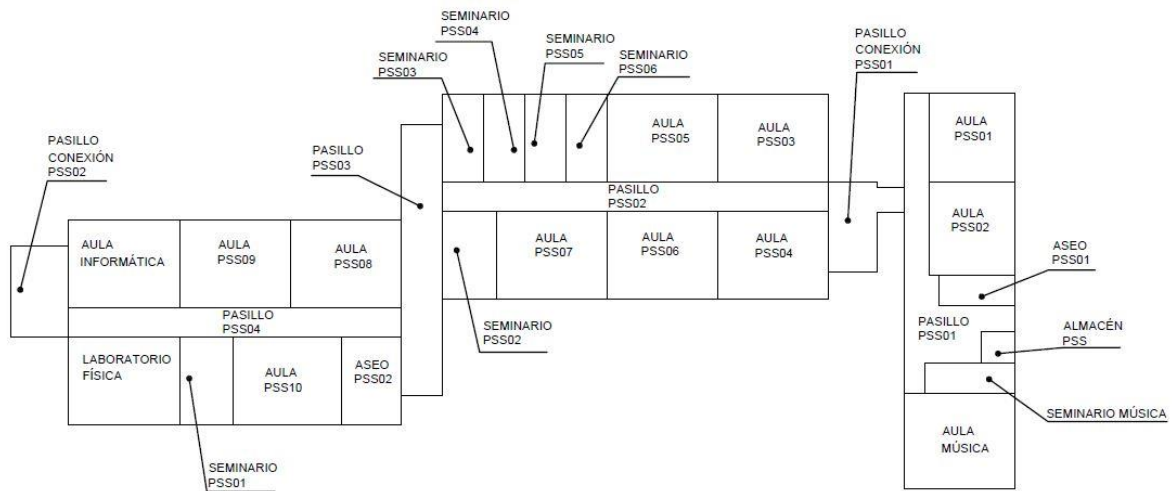 SEMINARIO
PSS04
SEMINARIO
PSS05
SEMINARIO
PSS03
SEMINARIO
PSS06
PASILLO
CONEXIÓN
PSS01
PASILLO
CONEXIÓN
PSS02
PASILLO
PSS03
AULA
PSS05
AULA
PSS03
AULA
PSS01
PASILLO
PSS02
AULA
PSS02
AULA
INFORMÁTICA
AULA
PSS09
AULA
PSS08
AULA
PSS07
AULA
PSS06
AULA
PSS04
ASEO
PSS01
PASILLO
PSS04
SEMINARIO
PSS02
PASILLO
PSS01
ALMACÉN
PSS
LABORATORIO
FÍSICA
AULA
PSS10
ASEO
PSS02
SEMINARIO MÚSICA
AULA
MÚSICA
SEMINARIO
PSS01